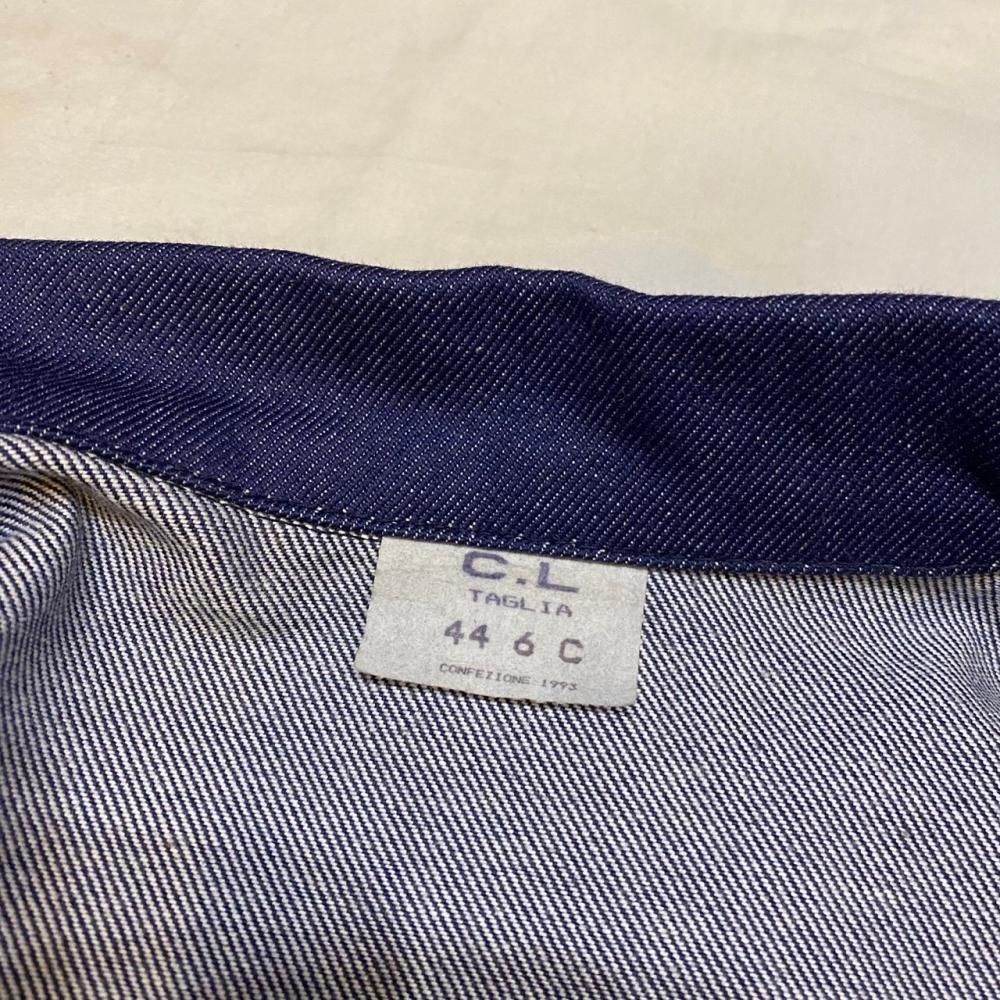 C.L
TAGLIA
44 6 C
CONFEZIONE 1993